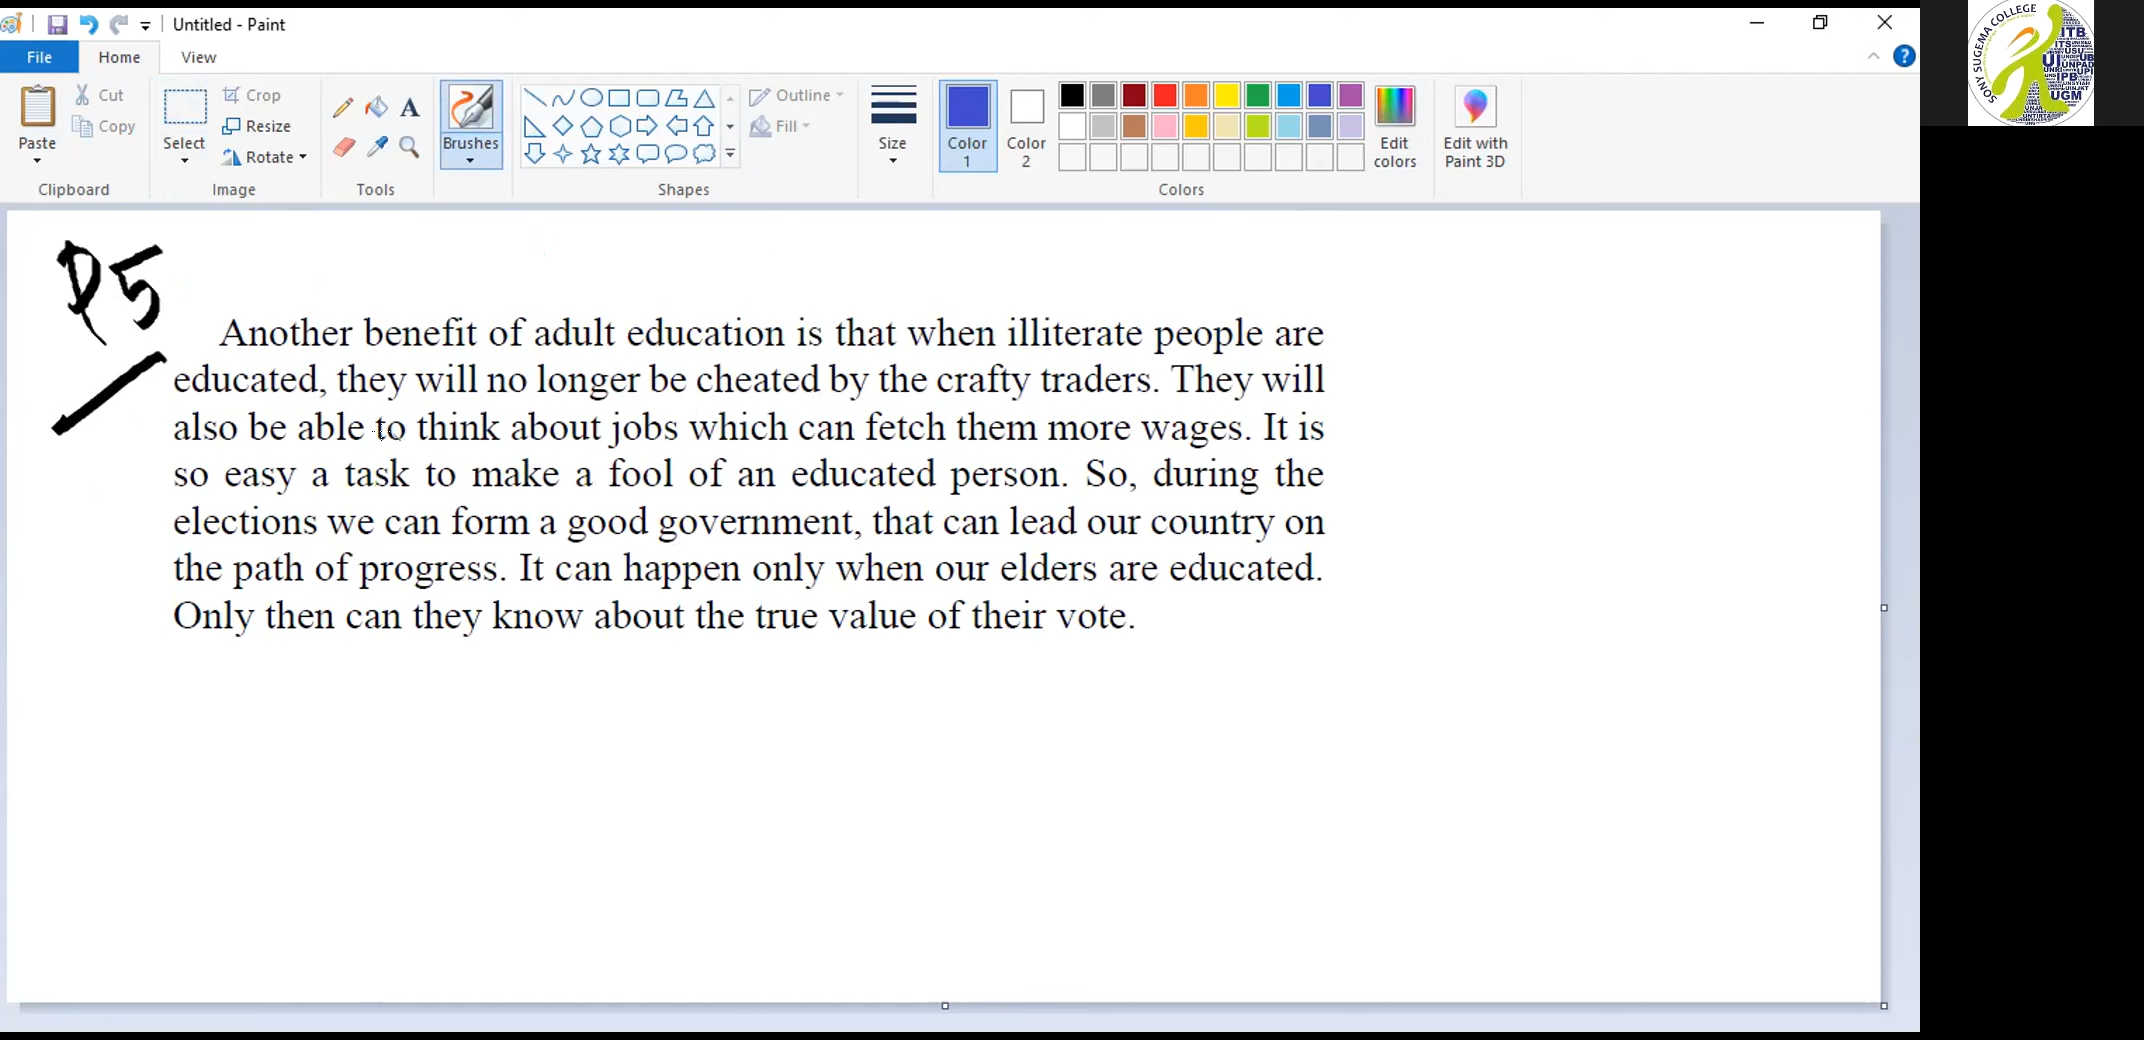 Untitled - Paint
File Home View
Paste
Cut
Copy
Clipboard
Select
Crop
Resize
Rotate
Image
A
Tools
Brushes
Shapes
Outline
Fill
Size
Color 1
Color 2
Colors
Edit colors
Edit with Paint 3D
SONY SUGEMA COLLEGE
ITB
UI
IPB
UGM
P5
Another benefit of adult education is that when illiterate people are
educated, they will no longer be cheated by the crafty traders. They will
also be able to think about jobs which can fetch them more wages. It is
so easy a task to make a fool of an educated person. So, during the
elections we can form a good government, that can lead our country on
the path of progress. It can happen only when our elders are educated.
Only then can they know about the true value of their vote.